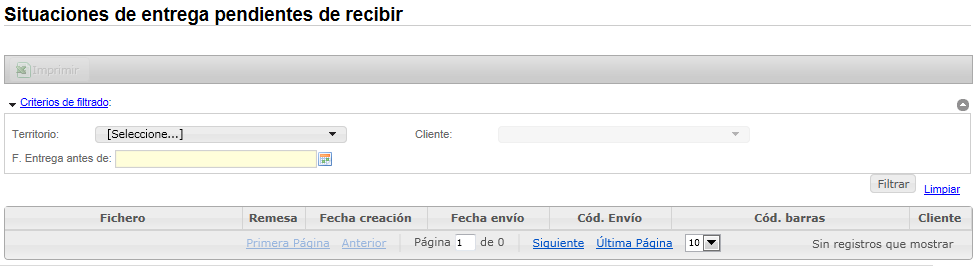 Situaciones de entrega pendientes de recibir
Imprimir
Criterios de filtrado:
Territorio: [Seleccione...] Cliente:
F. Entrega antes de:
Filtrar Limpiar
Fichero Remesa Fecha creación Fecha envío Cód. Envío Cód. barras Cliente
Primera Página Anterior Página 1 de 0 Siguiente Última Página 10 Sin registros que mostrar